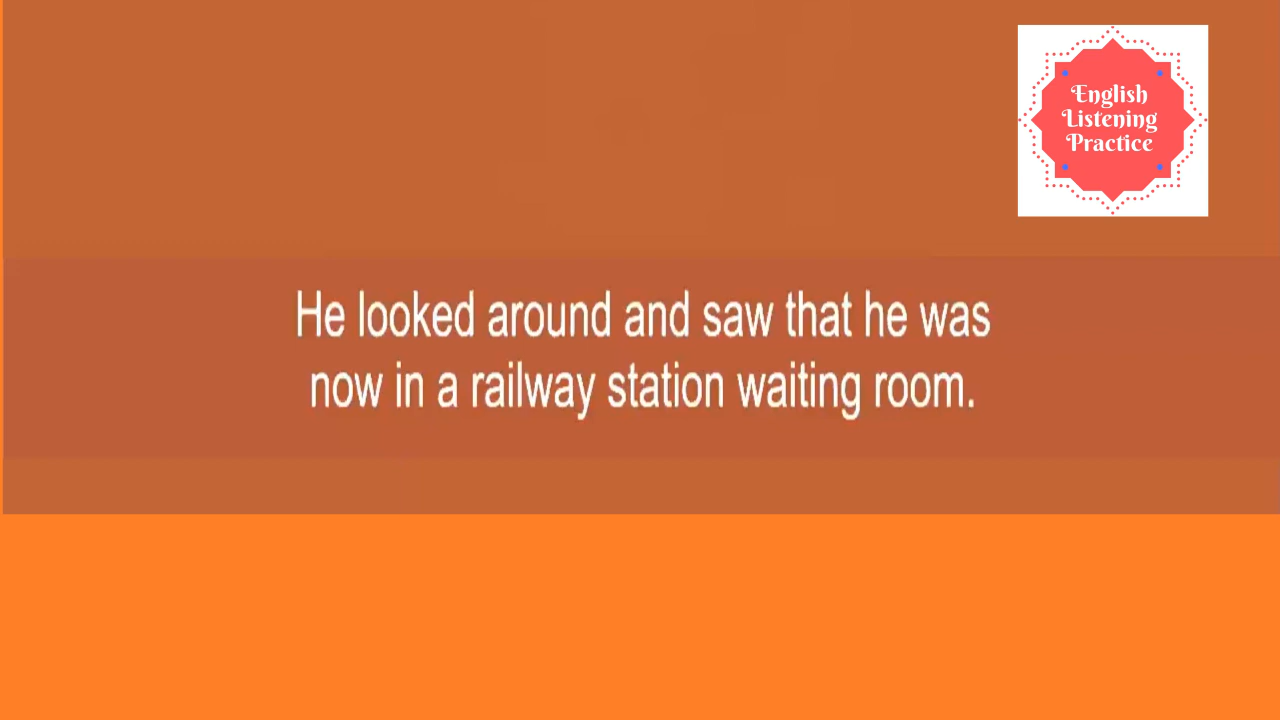 English
Listening
Practice
He looked around and saw that he was
now in a railway station waiting room.